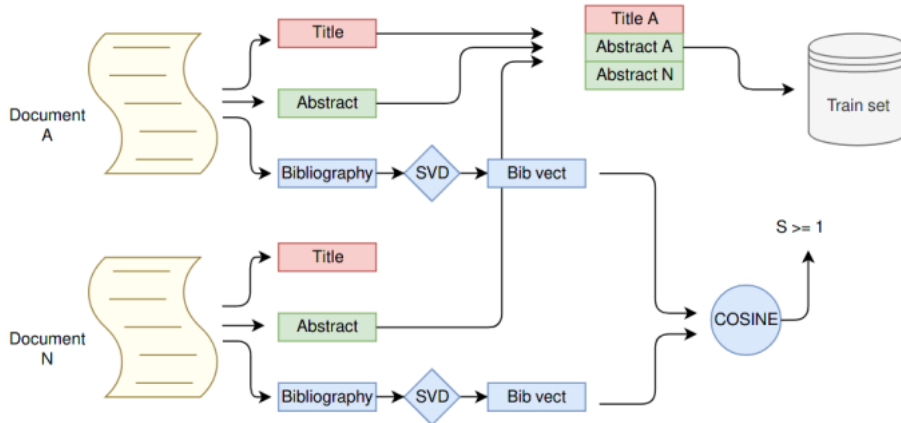 Title
Title A
Abstract A
Abstract N
Train set
Document
A
Abstract
Bibliography
SVD
Bib vect
S >= 1
Title
Document
N
Abstract
COSINE
Bibliography
SVD
Bib vect